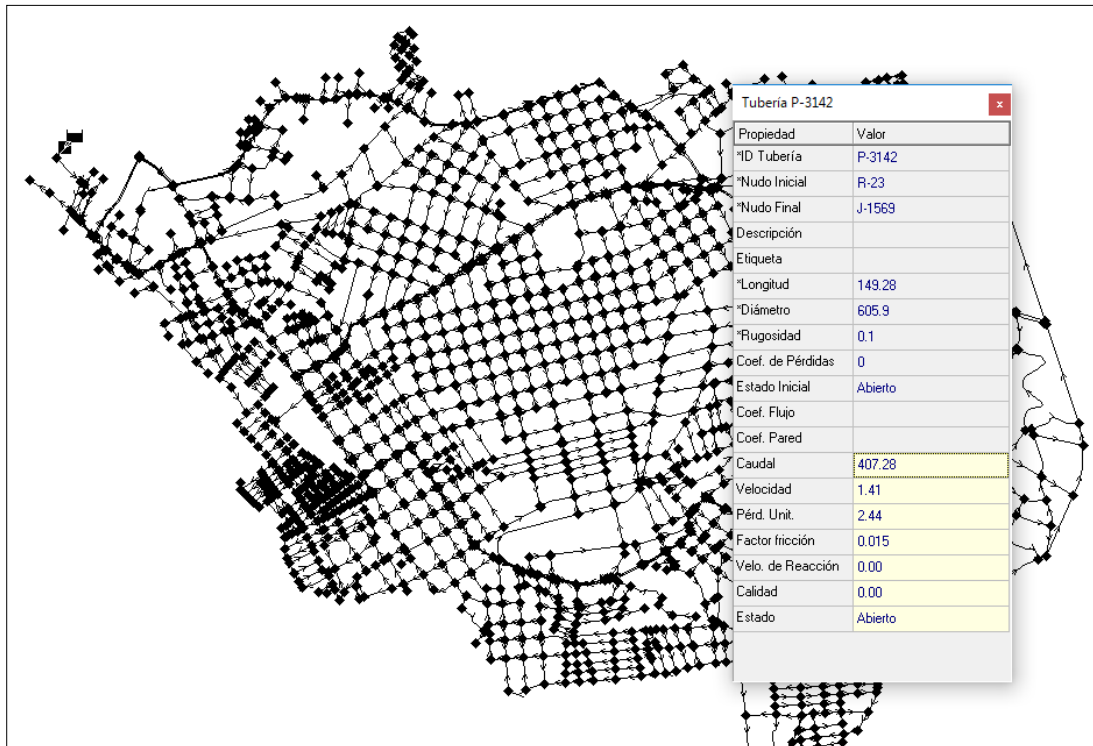 Tubería P-3142
x
Propiedad Valor
*ID Tubería P-3142
*Nudo Inicial R-23
*Nudo Final J-1569
Descripción
Etiqueta
*Longitud 149.28
*Diámetro 605.9
*Rugosidad 0.1
Coef. de Pérdidas 0
Estado Inicial Abierto
Coef. Flujo
Coef. Pared
Caudal 407.28
Velocidad 1.41
Pérd. Unit. 2.44
Factor fricción 0.015
Velo. de Reacción 0.00
Calidad 0.00
Estado Abierto